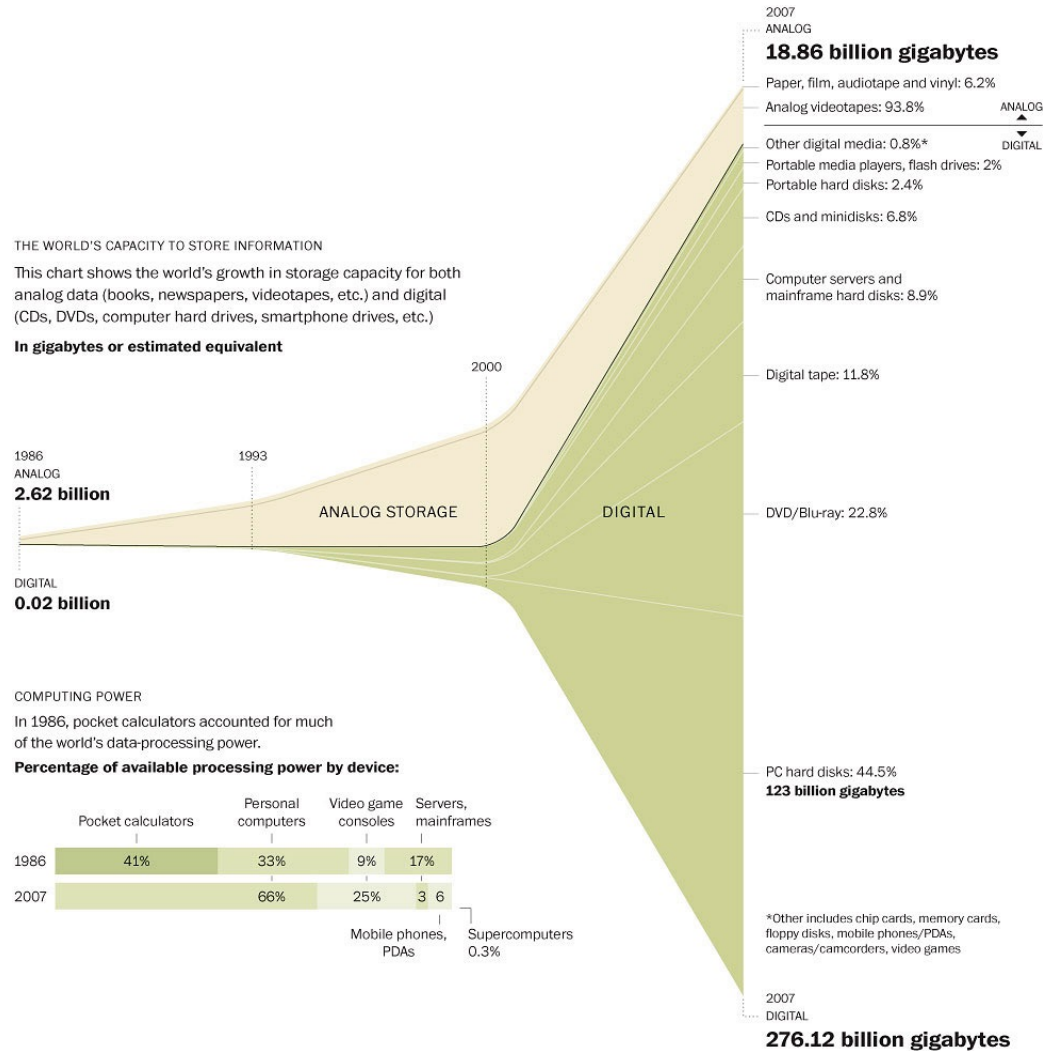 2007
ANALOG
18.86 billion gigabytes
Paper, film, audiotape and vinyl: 6.2%
Analog videotapes: 93.8%
ANALOG
DIGITAL
Other digital media: 0.8%*
Portable media players, flash drives: 2%
Portable hard disks: 2.4%
CDs and minidisks: 6.8%
Computer servers and
mainframe hard disks: 8.9%
Digital tape: 11.8%
DVD/Blu-ray: 22.8%
PC hard disks: 44.5%
123 billion gigabytes
*Other includes chip cards, memory cards,
floppy disks, mobile phones/PDAs,
cameras/camcorders, video games
2007
DIGITAL
276.12 billion gigabytes
THE WORLD'S CAPACITY TO STORE INFORMATION
This chart shows the world's growth in storage capacity for both
analog data (books, newspapers, videotapes, etc.) and digital
(CDs, DVDs, computer hard drives, smartphone drives, etc.)
In gigabytes or estimated equivalent
2000
1993
1986
ANALOG
2.62 billion
ANALOG STORAGE
DIGITAL
DIGITAL
0.02 billion
COMPUTING POWER
In 1986, pocket calculators accounted for much
of the world's data-processing power.
Percentage of available processing power by device:
Pocket calculators
Personal
computers
Video game
consoles
Servers,
mainframes
1986 41% 33% 9% 17%
2007 66% 25% 3 6
Mobile phones,
PDAs
Supercomputers
0.3%